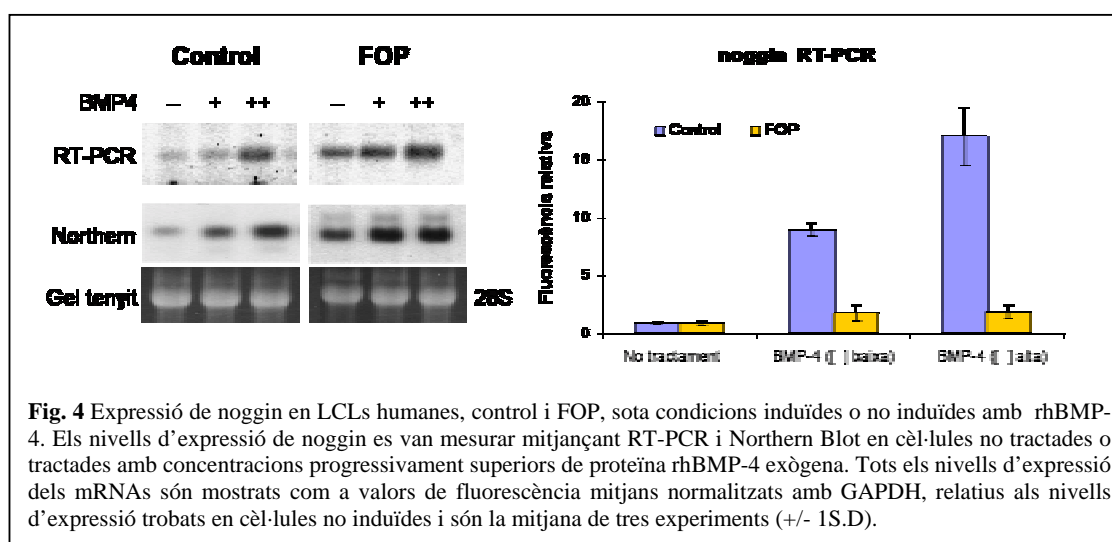 Control FOP
BMP4 – + ++ – + ++
RT-PCR
Northern
Gel tenyit 28S
noggin RT-PCR
Fluorescència relativa
20
15
10
5
0
Control FOP
No tractament BMP-4 ([ ] baixa) BMP-4 ([ ] alta)
Fig. 4 Expressió de noggin en LCLs humanes, control i FOP, sota condicions induïdes o no induïdes amb rhBMP-
4. Els nivells d’expressió de noggin es van mesurar mitjançant RT-PCR i Northern Blot en cèl·lules no tractades o
tractades amb concentracions progressivament superiors de proteïna rhBMP-4 exògena. Tots els nivells d’expressió
dels mRNAs són mostrats com a valors de fluorescència mitjans normalitzats amb GAPDH, relatius als nivells
d’expressió trobats en cèl·lules no induïdes i són la mitjana de tres experiments (+/- 1S.D).